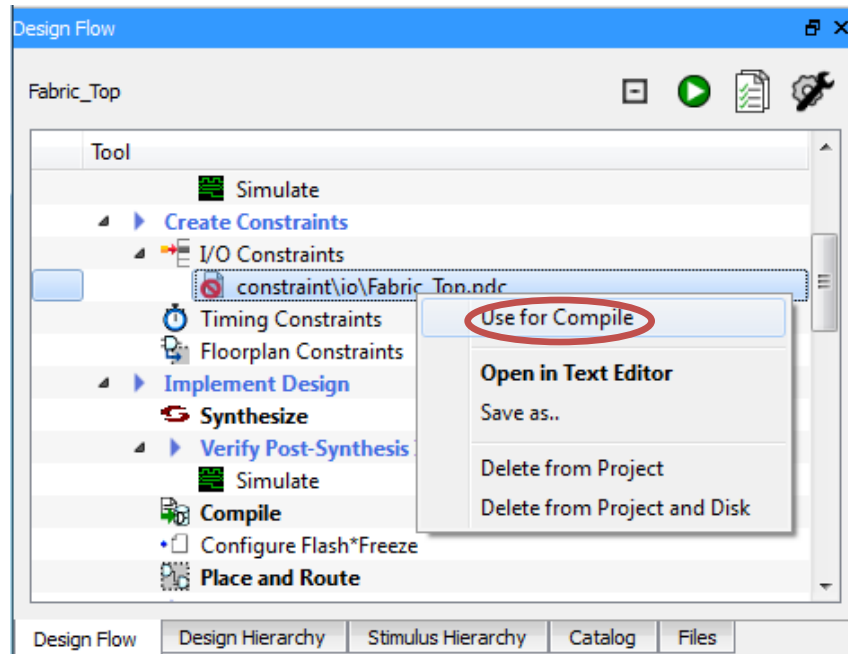 Design Flow
Fabric_Top
Tool
Simulate
Create Constraints
I/O Constraints
constraint\io\Fabric_Top.pdc
Use for Compile
Timing Constraints
Floorplan Constraints
Open in Text Editor
Implement Design
Save as..
Synthesize
Verify Post-Synthesis
Delete from Project
Simulate
Delete from Project and Disk
Compile
Configure Flash*Freeze
Place and Route
Design Flow Design Hierarchy Stimulus Hierarchy Catalog Files